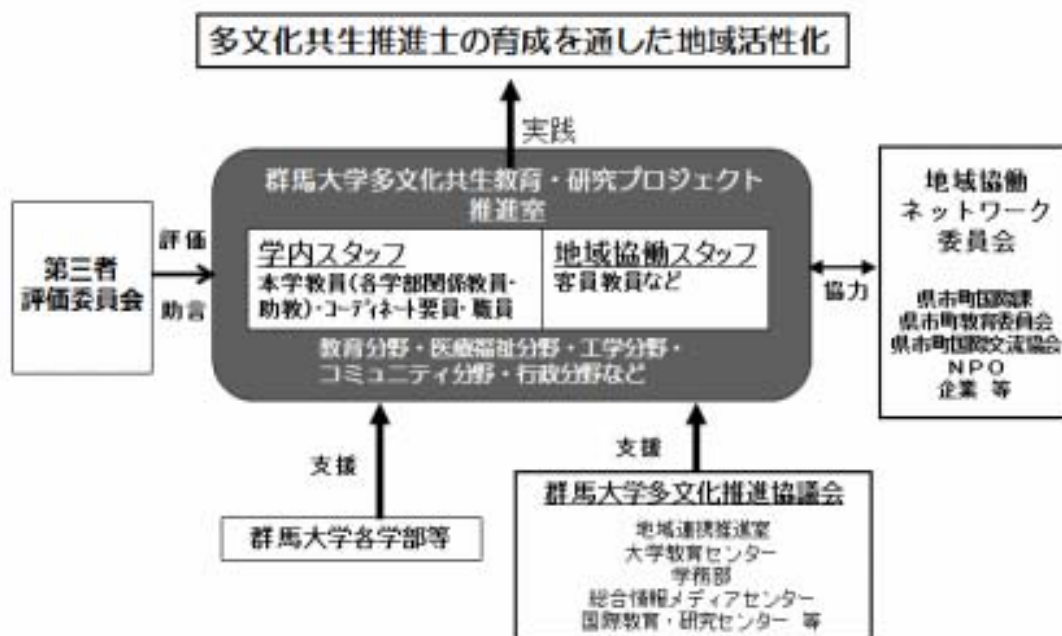 多文化共生推進士の育成を通した地域活性化
実践
群馬大学多文化共生教育・研究プロジェクト
推進室
学内スタッフ
本学教員(各学部関係教員・
助教)・コーディネート要員・職員
地域協働スタッフ
客員教員など
教育分野・医療福祉分野・工学分野・
コミュニティ分野・行政分野など
第三者
評価委員会
評価
助言
協力
地域協働
ネットワーク
委員会
県市町国際課
県市町教育委員会
県市町国際交流協会
NPO
企業 等
支援
群馬大学各学部等
支援
群馬大学多文化推進協議会
地域連携推進室
大学教育センター
学務部
総合情報メディアセンター
国際教育・研究センター 等